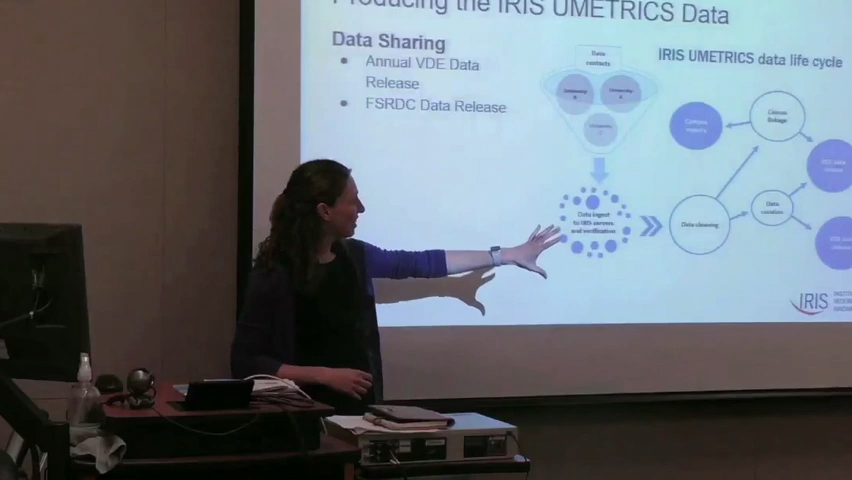 Producing the IRIS UMETRICS Data
Data Sharing
● Annual VDE Data
Release
● FSRDC Data Release
IRIS UMETRICS data life cycle
Data
contracts
Data ingest
to IRIS servers
and verification
Data cleaning
Census
linkage
Data
curation
IRIS